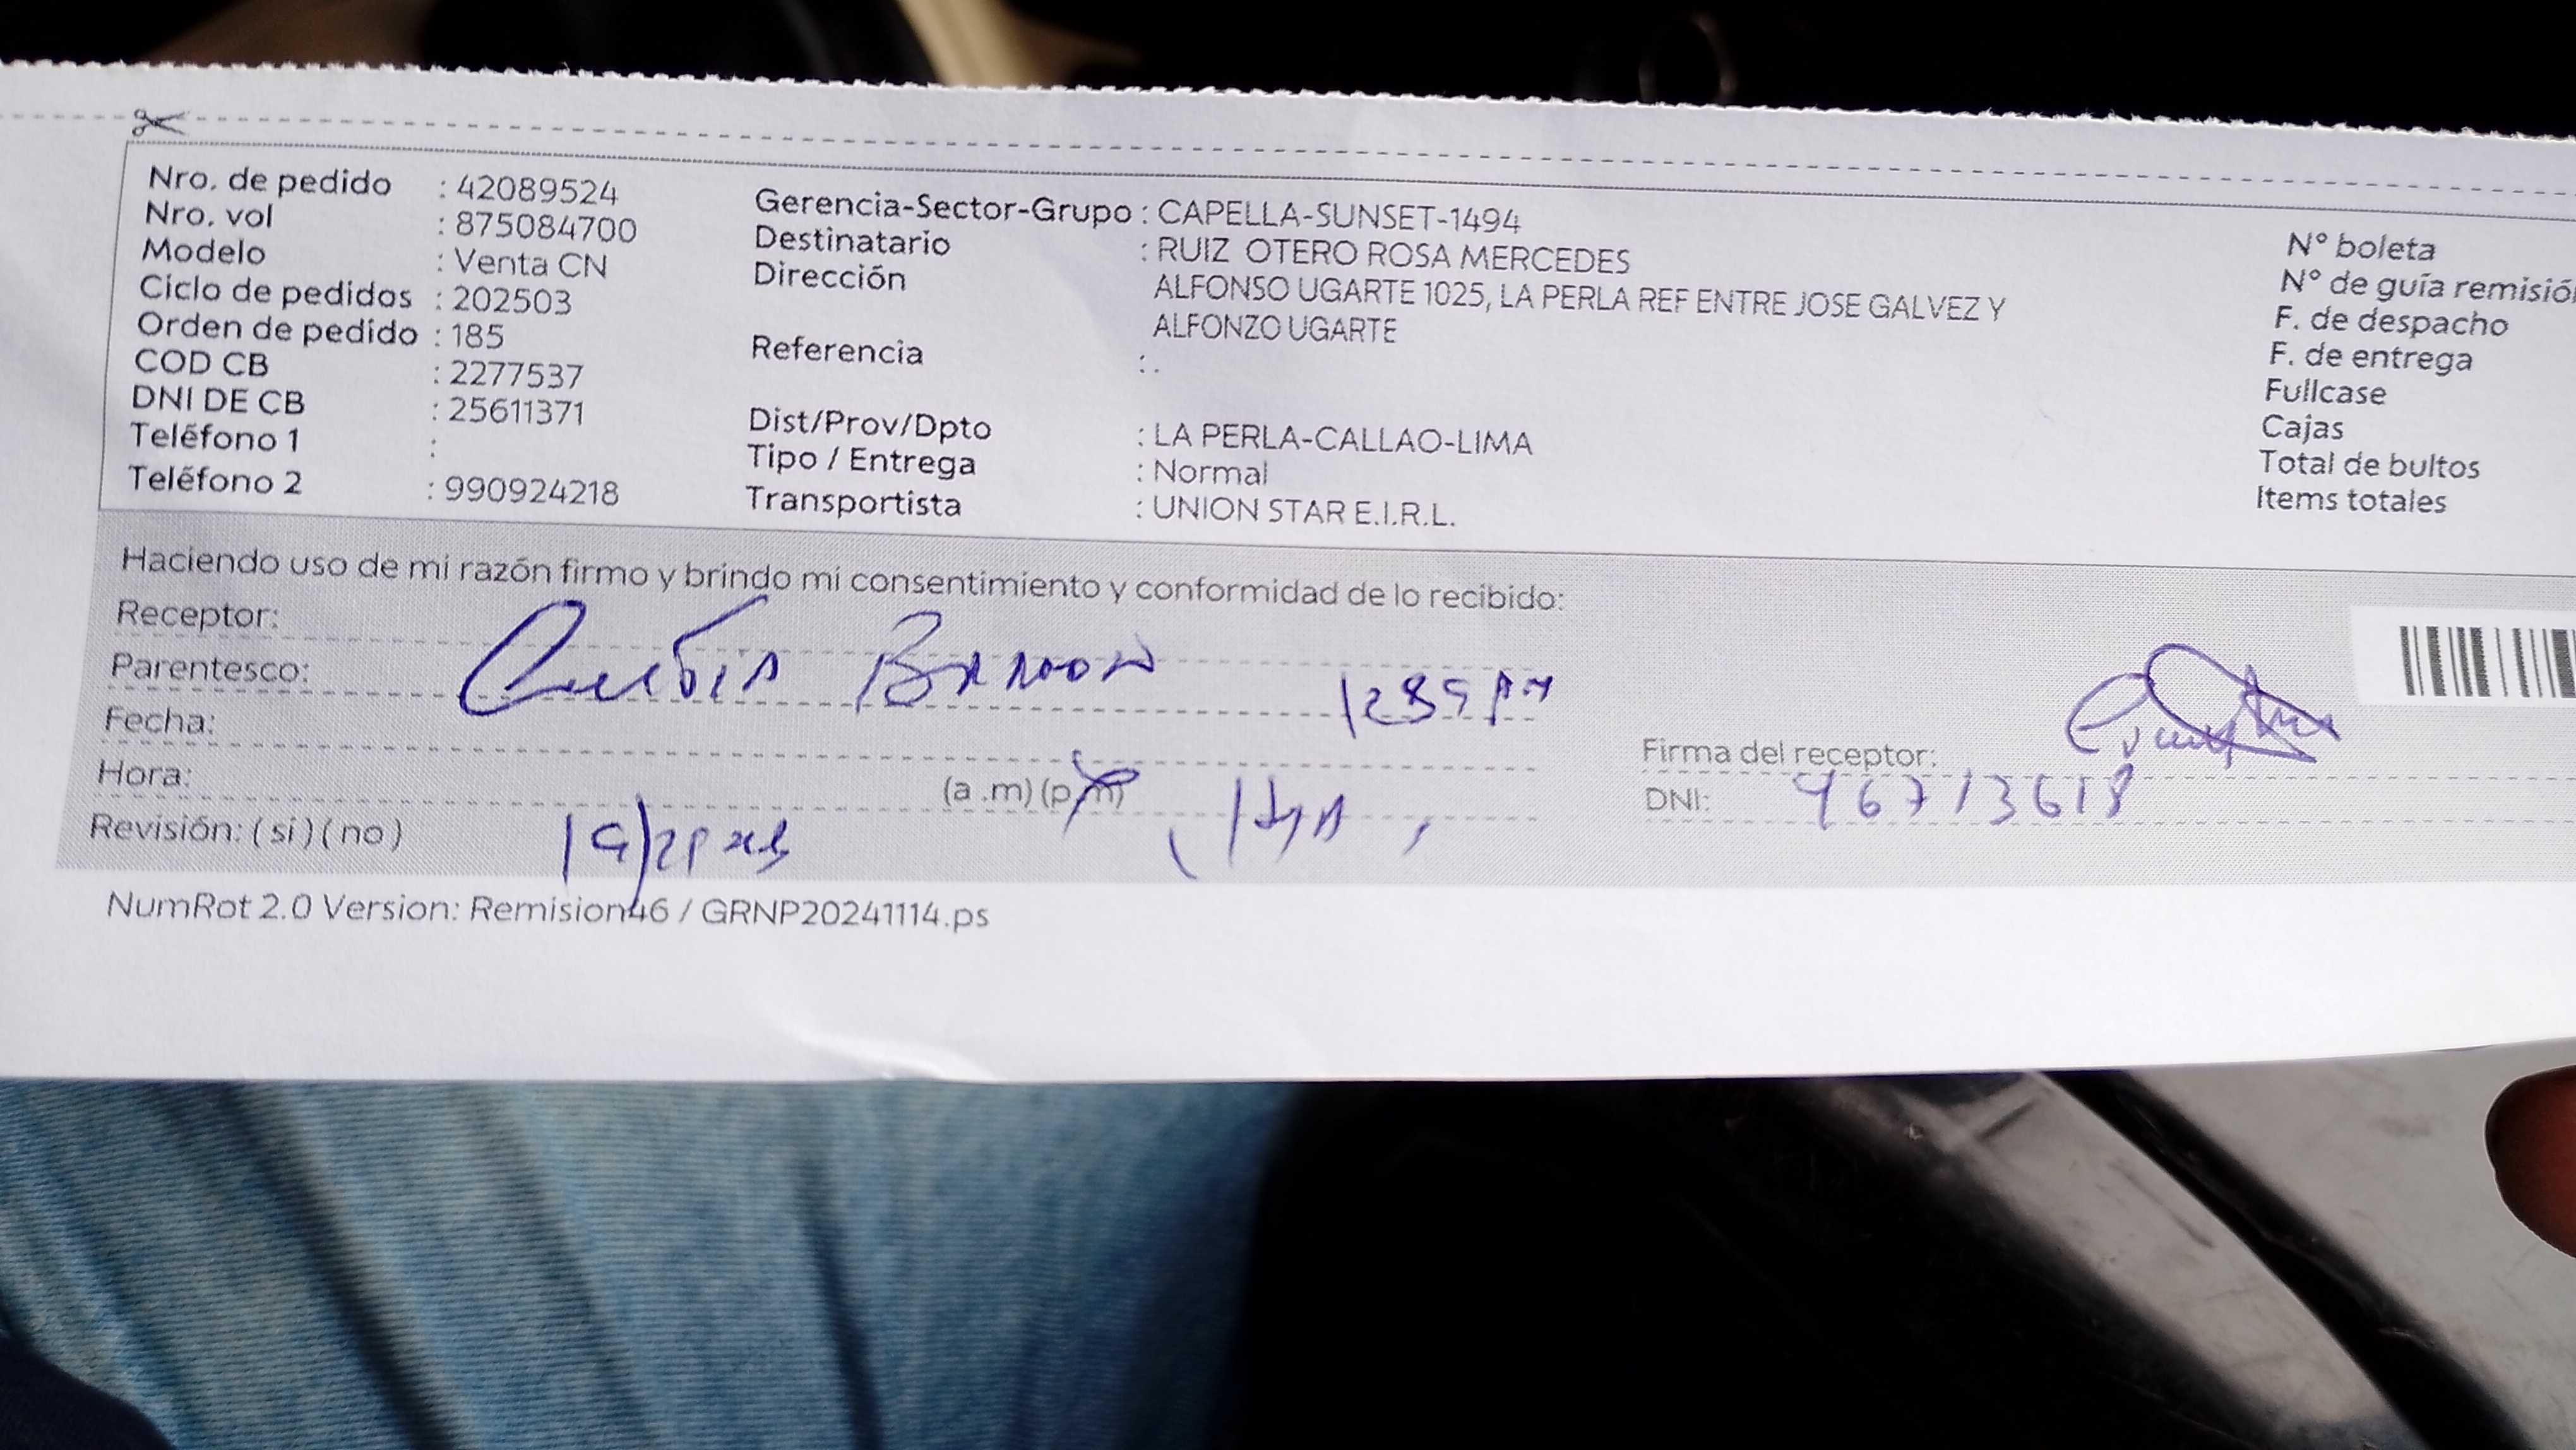 Nro. de pedido : 42089524
Nro. vol : 875084700
Modelo : Venta CN
Ciclo de pedidos : 202503
Orden de pedido : 185
COD CB : 2277537
DNI DE CB : 25611371
Teléfono 1 :
Teléfono 2 : 990924218
Gerencia-Sector-Grupo : CAPELLA-SUNSET-1494
Destinatario : RUIZ OTERO ROSA MERCEDES
Dirección
ALFONSO UGARTE 1025, LA PERLA REF ENTRE JOSE GALVEZ Y
ALFONZO UGARTE
Referencia : .
Dist/Prov/Dpto : LA PERLA-CALLAO-LIMA
Tipo / Entrega : Normal
Transportista : UNION STAR E.I.R.L.
N° boleta
N° de guía remisió
F. de despacho
F. de entrega
Fullcase
Cajas
Total de bultos
Items totales
Haciendo uso de mi razón firmo y brindo mi consentimiento y conformidad de lo recibido:
Receptor:
Parentesco:
Fecha:
Hora: (a .m) (p.m)
Revisión: ( si ) ( no )
Firma del receptor:
DNI: 46713618
NumRot 2.0 Version: Remision46 / GRNP20241114.ps